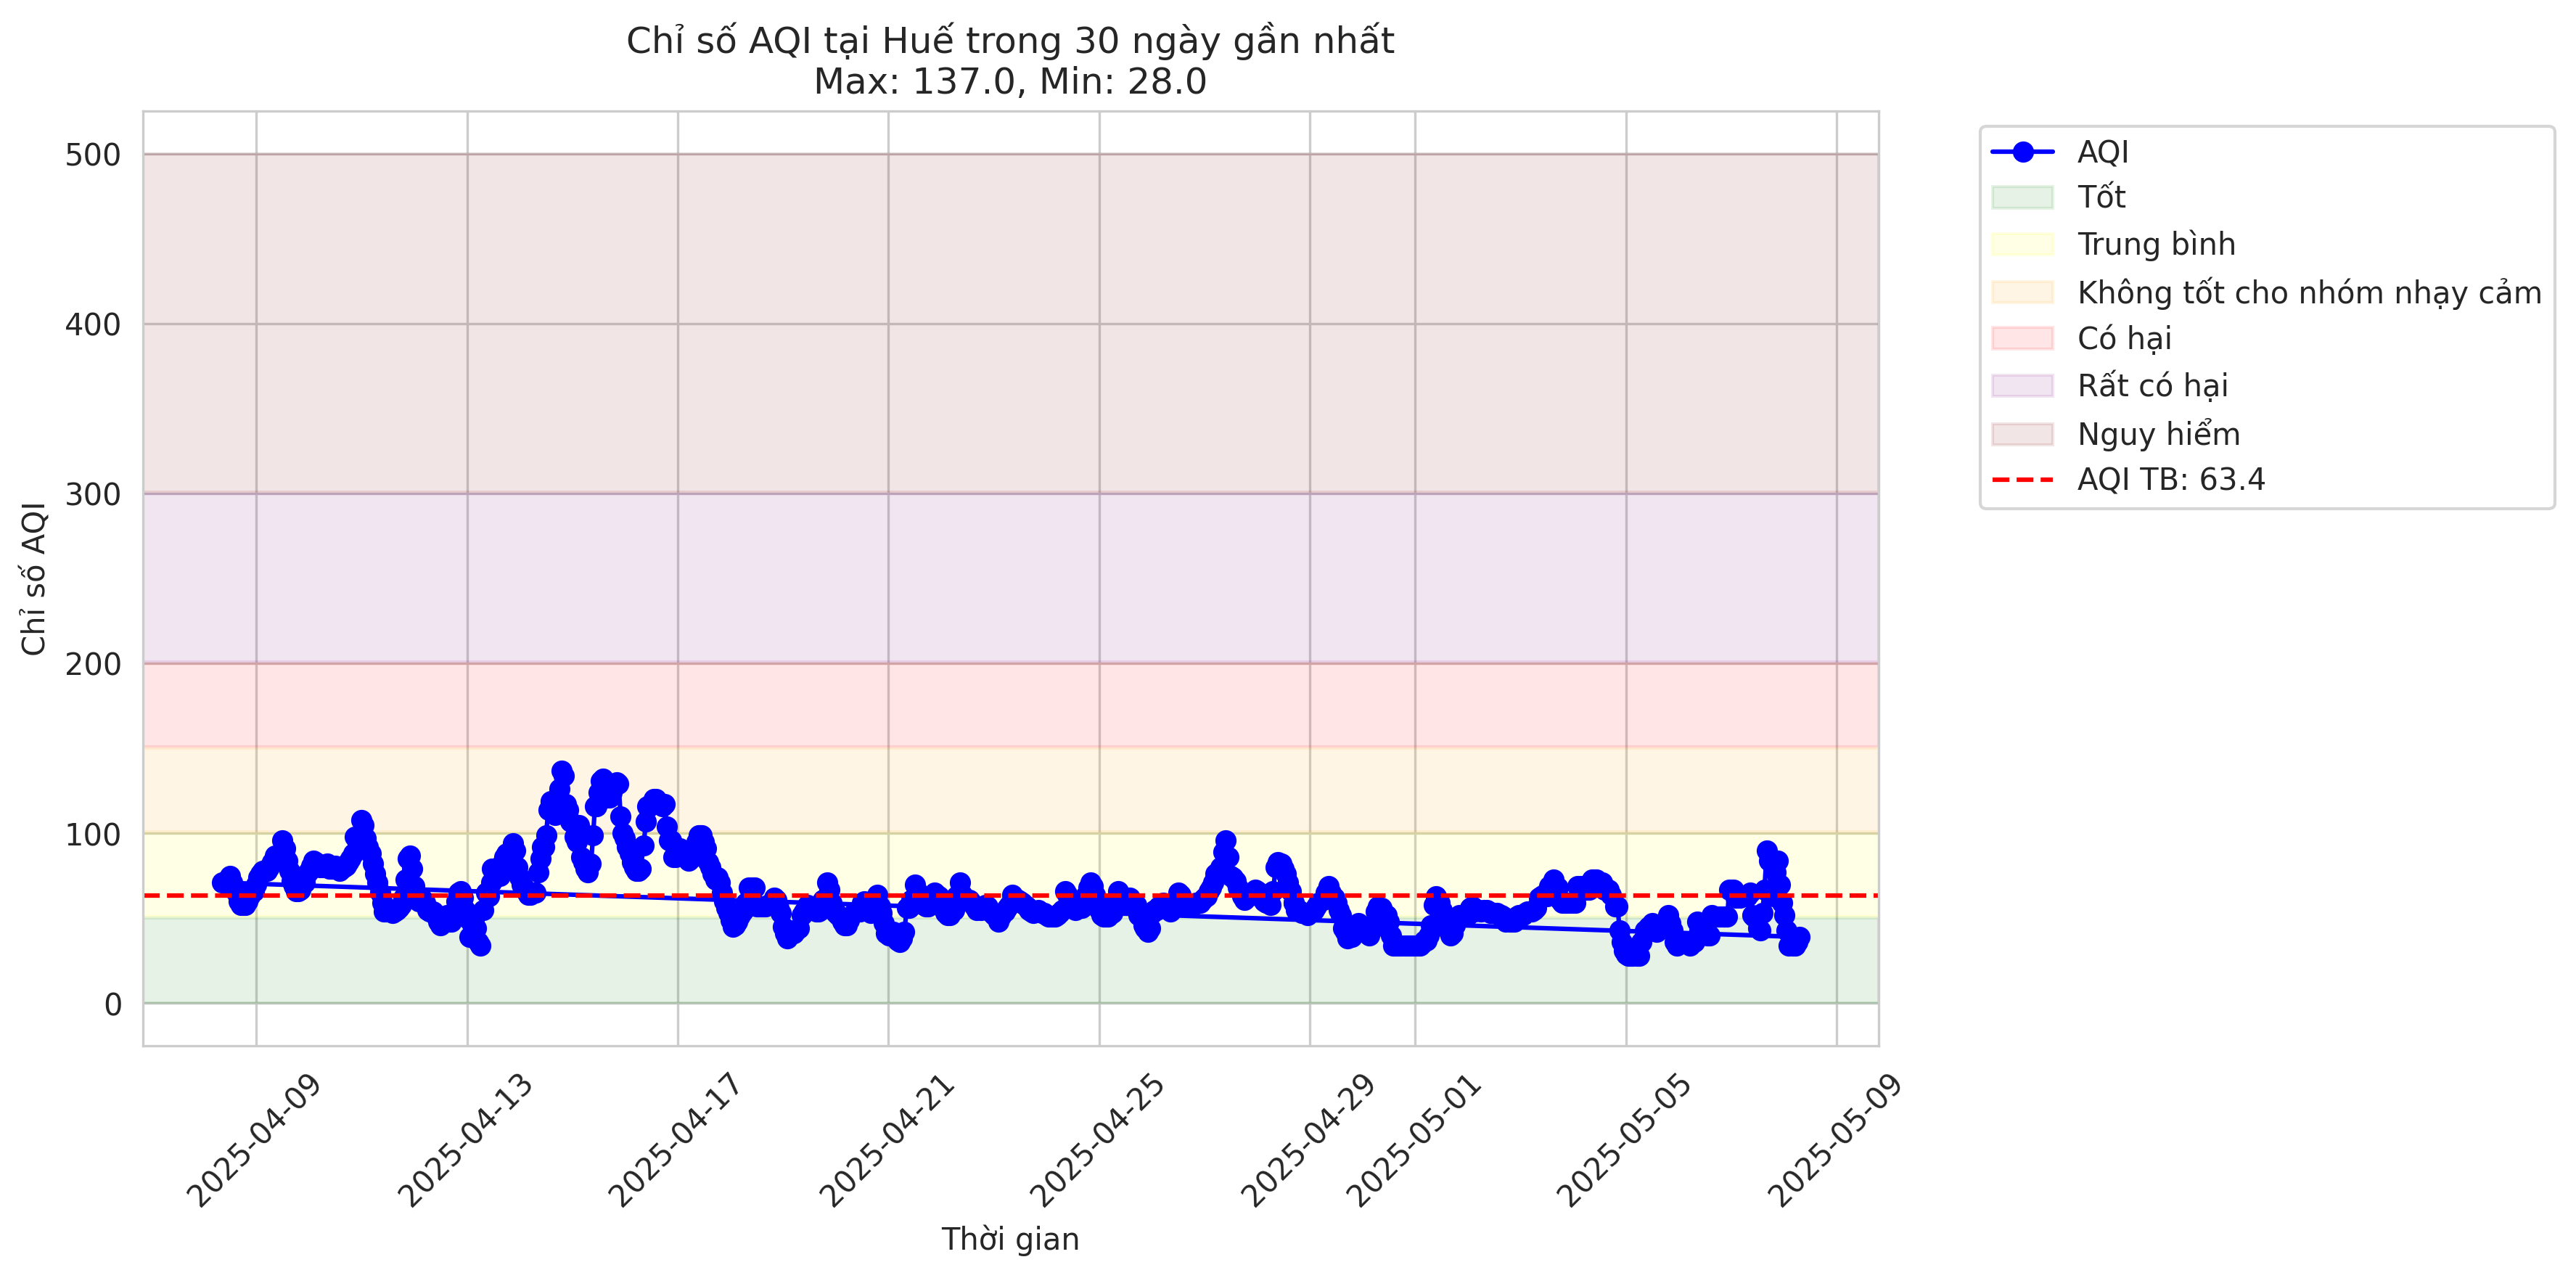 Chỉ số AQI tại Huế trong 30 ngày gần nhất
Max: 137.0, Min: 28.0
Chỉ số AQI
500
400
300
200
100
0
2025-04-09
2025-04-13
2025-04-17
2025-04-21
2025-04-25
2025-04-29
2025-05-01
2025-05-05
2025-05-09
Thời gian
AQI
Tốt
Trung bình
Không tốt cho nhóm nhạy cảm
Có hại
Rất có hại
Nguy hiểm
AQI TB: 63.4